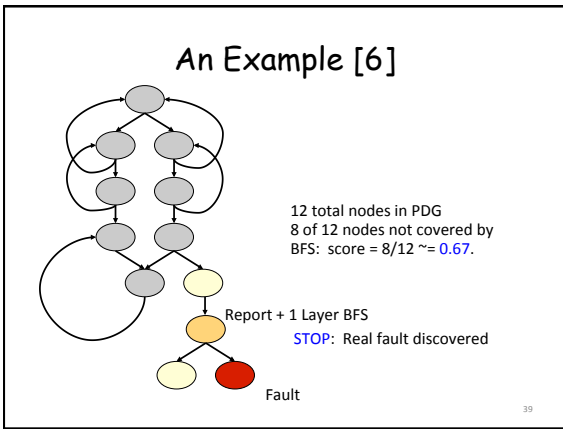 An Example [6]
12 total nodes in PDG
8 of 12 nodes not covered by
BFS:  score = 8/12 ~= 0.67.
Report + 1 Layer BFS
STOP:  Real fault discovered
Fault
39